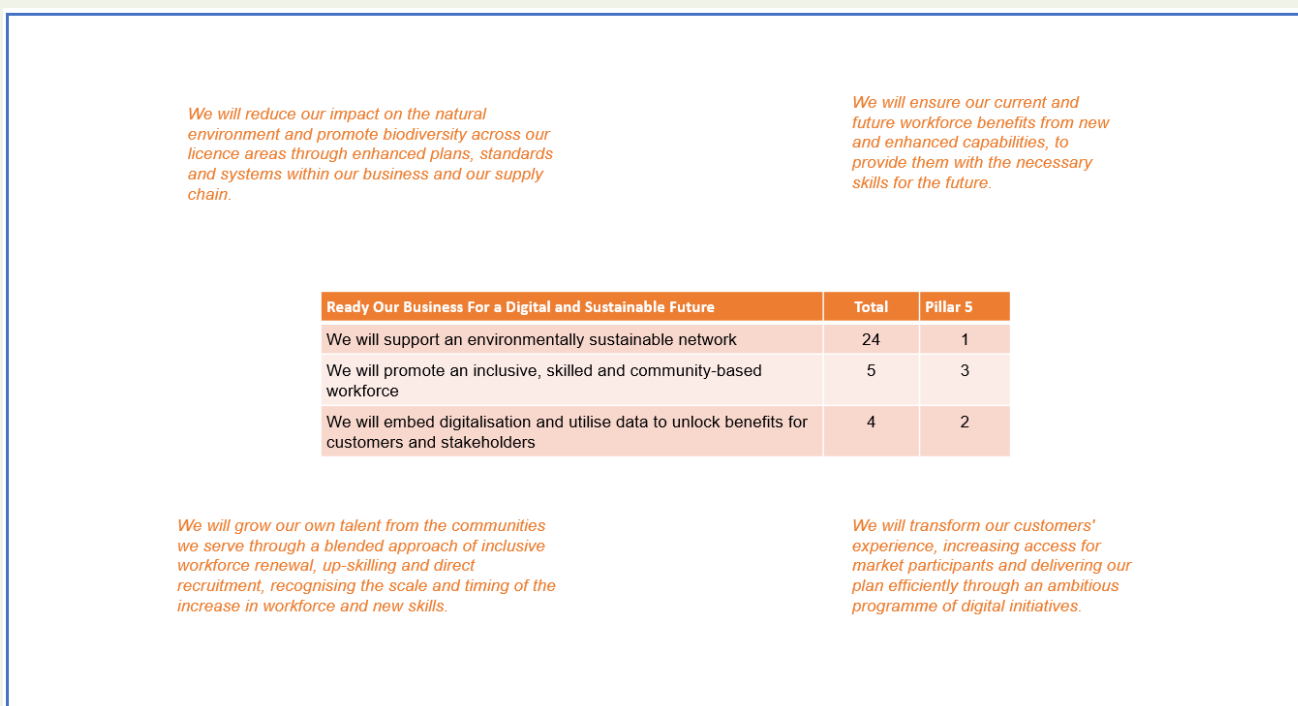 We will reduce our impact on the natural
environment and promote biodiversity across our
licence areas through enhanced plans, standards
and systems within our business and our supply
chain.
We will ensure our current and
future workforce benefits from new
and enhanced capabilities, to
provide them with the necessary
skills for the future.
Ready Our Business For a Digital and Sustainable Future Total Pillar 5
We will support an environmentally sustainable network 24 1
We will promote an inclusive, skilled and community-based 5 3
workforce
We will embed digitalisation and utilise data to unlock benefits for 4 2
customers and stakeholders
We will grow our own talent from the communities
we serve through a blended approach of inclusive
workforce renewal, up-skilling and direct
recruitment, recognising the scale and timing of the
increase in workforce and new skills.
We will transform our customers'
experience, increasing access for
market participants and delivering our
plan efficiently through an ambitious
programme of digital initiatives.